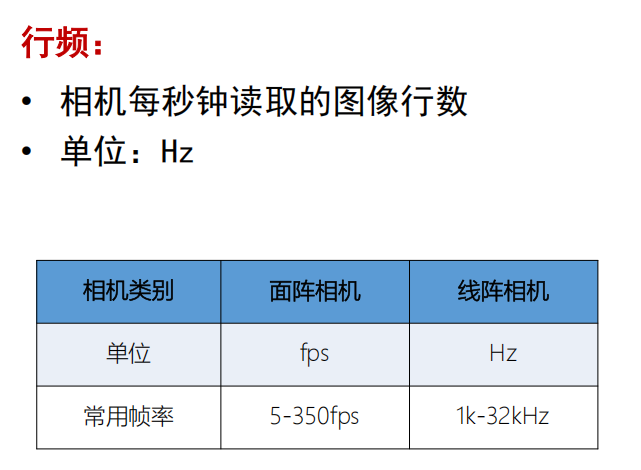 行频：
• 相机每秒钟读取的图像行数
• 单位：Hz
相机类别 面阵相机 线阵相机
单位 fps Hz
常用帧率 5-350fps 1k-32kHz